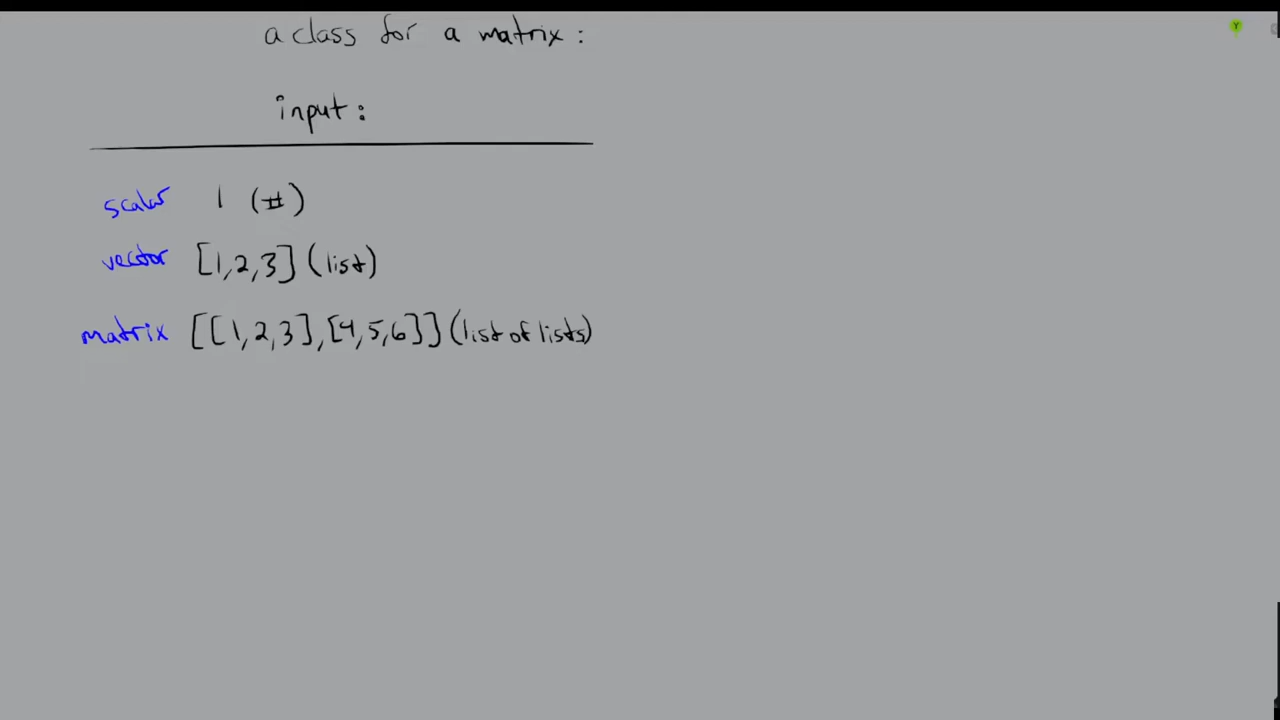 a class for a matrix :
input :
scalar 1 (#)
vector [1,2,3] (list)
matrix [[1,2,3],[4,5,6]] (list of lists)
Y